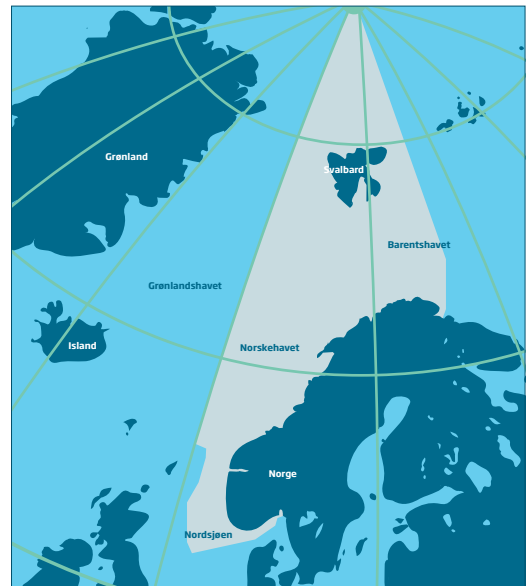 Grønland
Svalbard
Barentshavet
Grønlandshavet
Island
Norskehavet
Norge
Nordsjøen